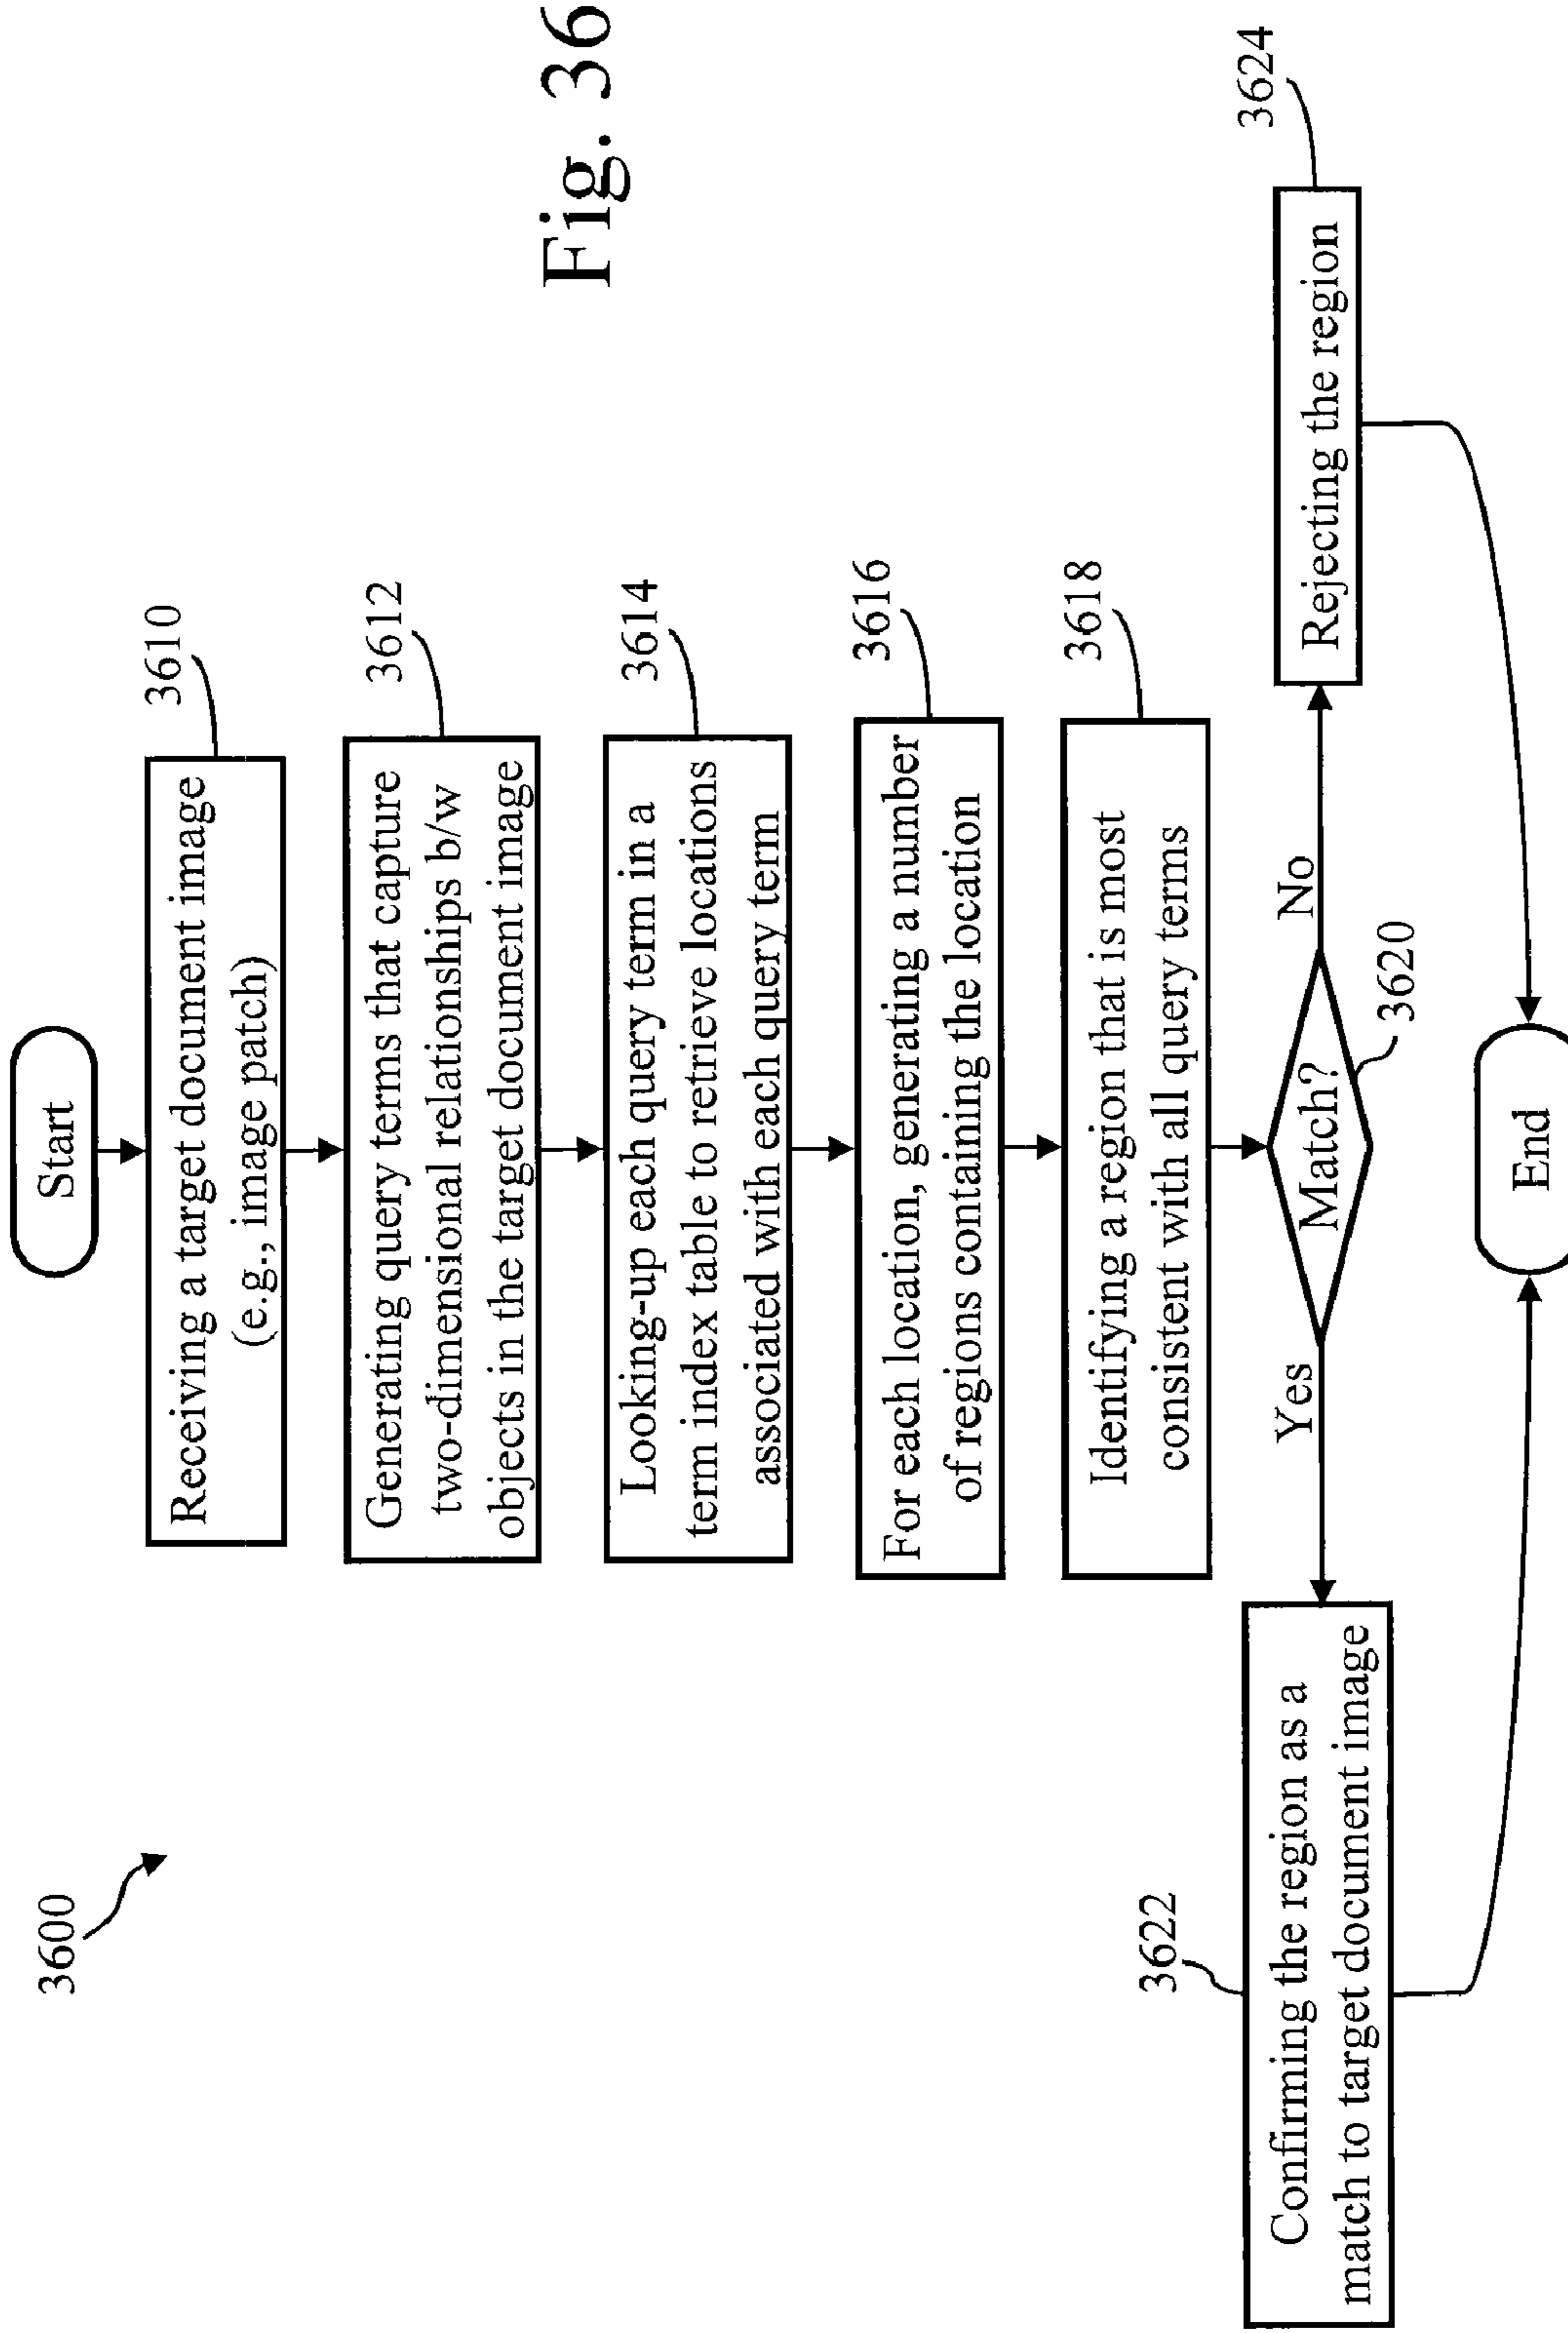 3600
Start
3610
Receiving a target document image
(e.g., image patch)
3612
Generating query terms that capture
two-dimensional relationships b/w
objects in the target document image
3614
Looking-up each query term in a
term index table to retrieve locations
associated with each query term
3616
For each location, generating a number
of regions containing the location
3618
Identifying a region that is most
consistent with all query terms
Match?
3620
Yes
No
3622
Confirming the region as a
match to target document image
3624
Rejecting the region
End
Fig. 36